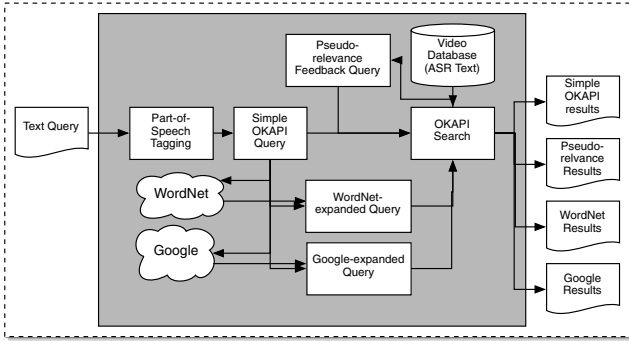 Pseudo-
relevance
Feedback Query
Video
Database
(ASR Text)
Simple
OKAPI
results
Text Query
Part-of-
Speech
Tagging
Simple
OKAPI
Query
OKAPI
Search
Pseudo-
relvance
Results
WordNet
WordNet-
expanded Query
WordNet
Results
Google
Google-expanded
Query
Google
Results